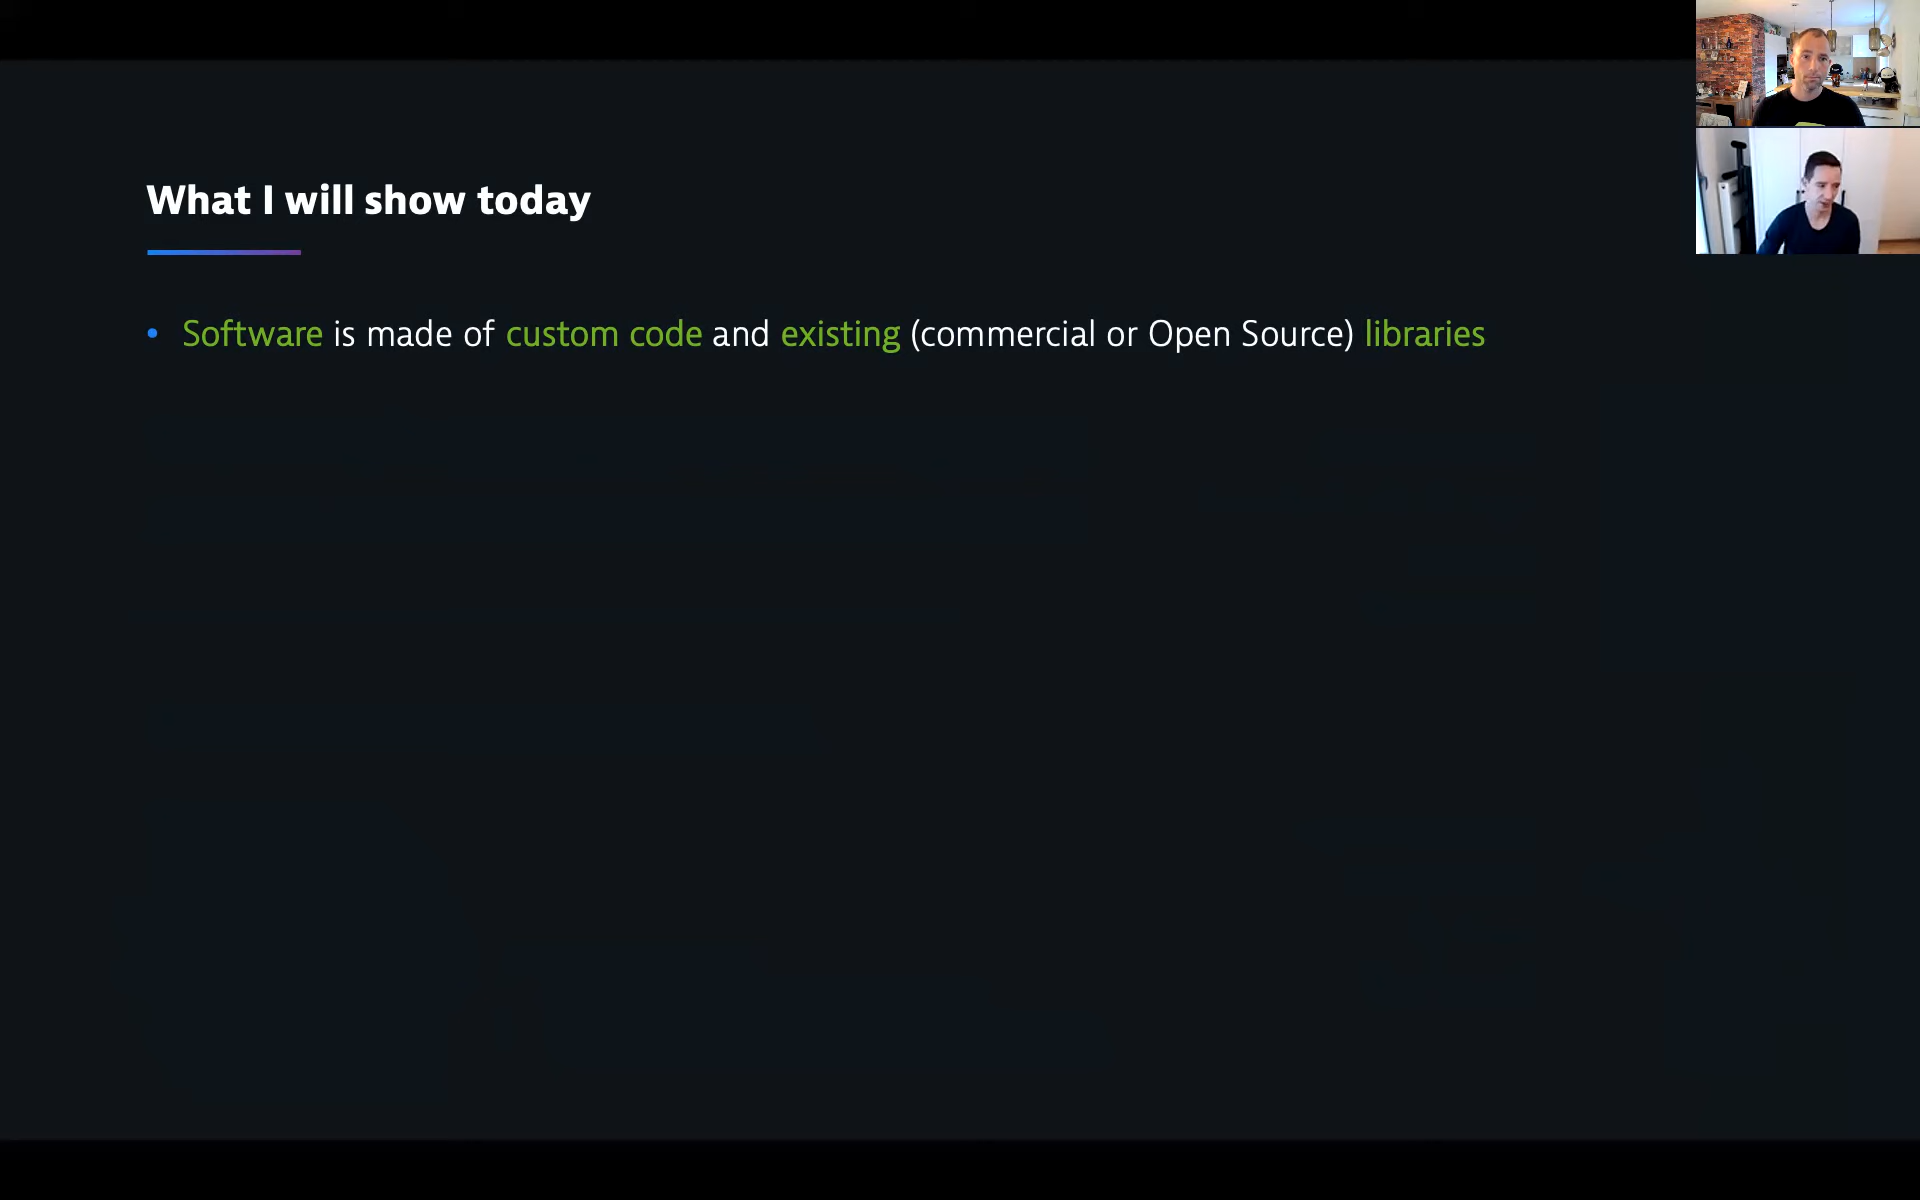 What I will show today
• Software is made of custom code and existing (commercial or Open Source) libraries